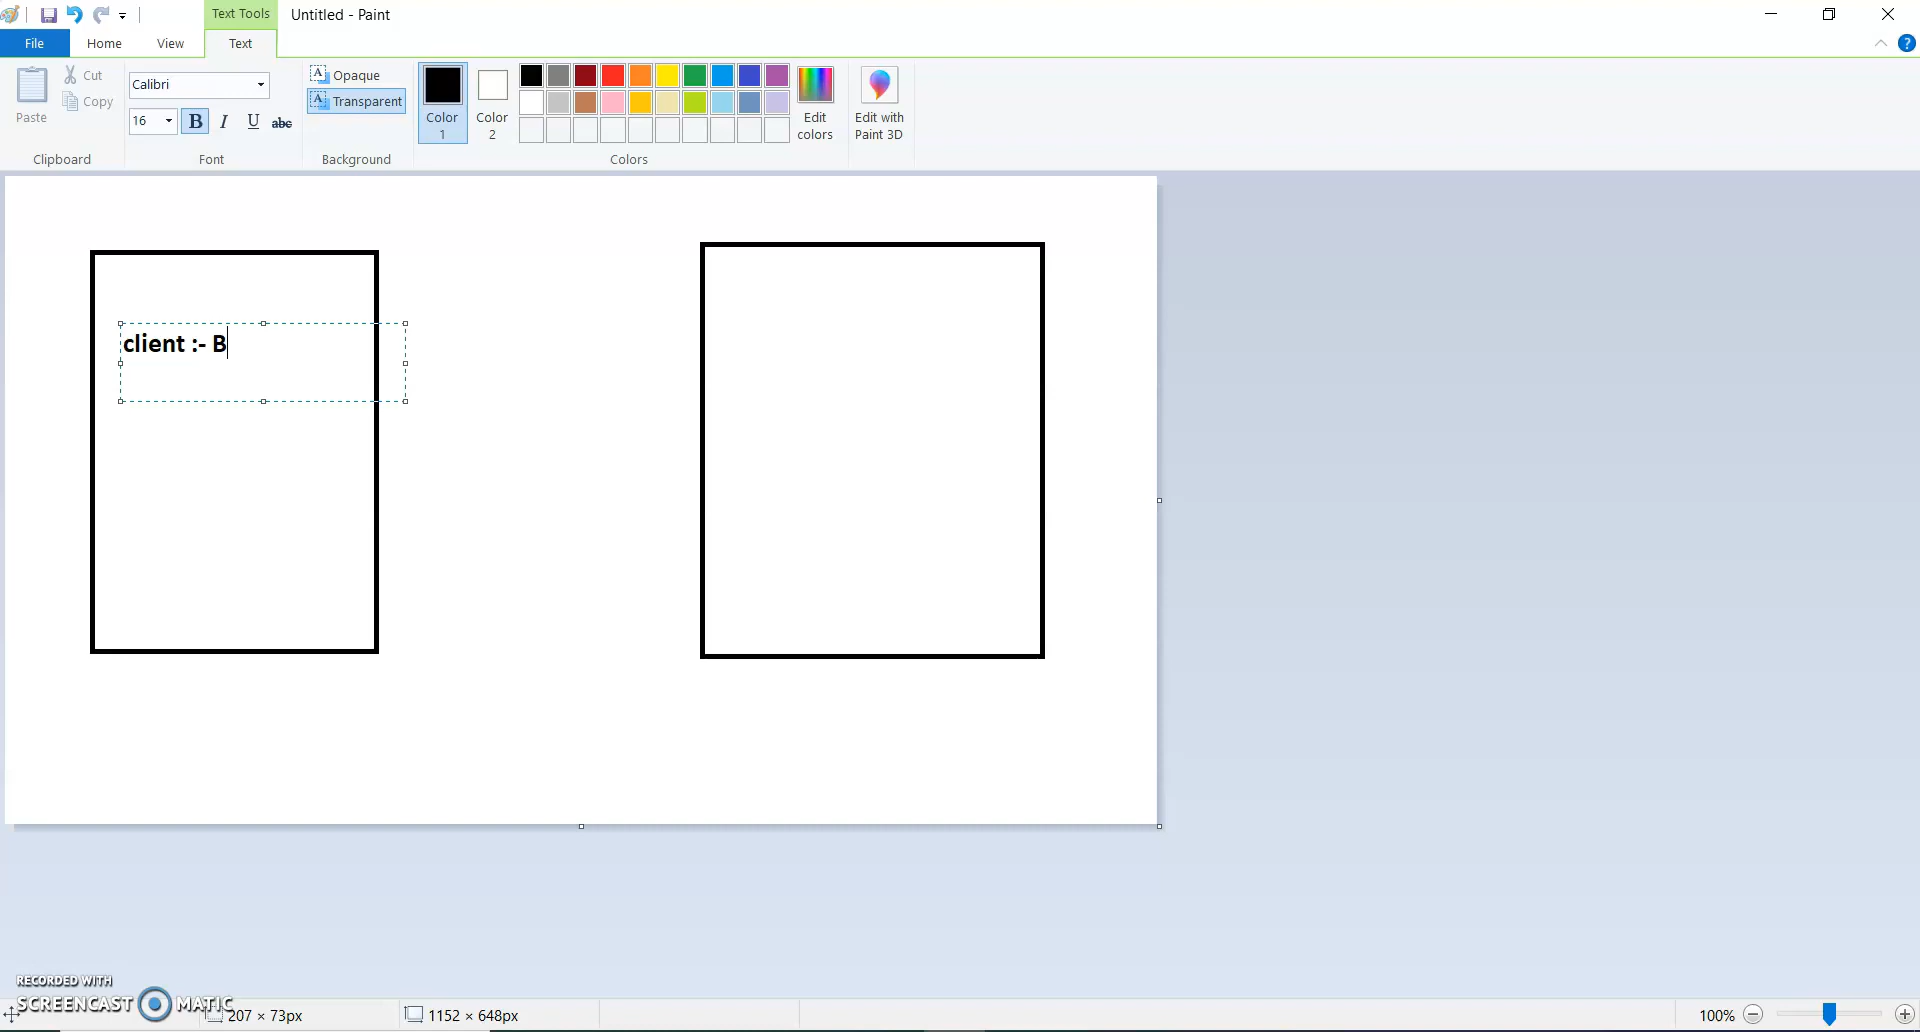 Text Tools
Untitled - Paint
File
Home
View
Text
Paste
Cut
Copy
Clipboard
Calibri
16
B
I
U
abc
Font
A Opaque
A Transparent
Background
Color
1
Color
2
Edit
colors
Colors
Edit with
Paint 3D
?
client :- B
RECORDED WITH
SCREENCAST MATIC
207 × 73px
1152 × 648px
100%